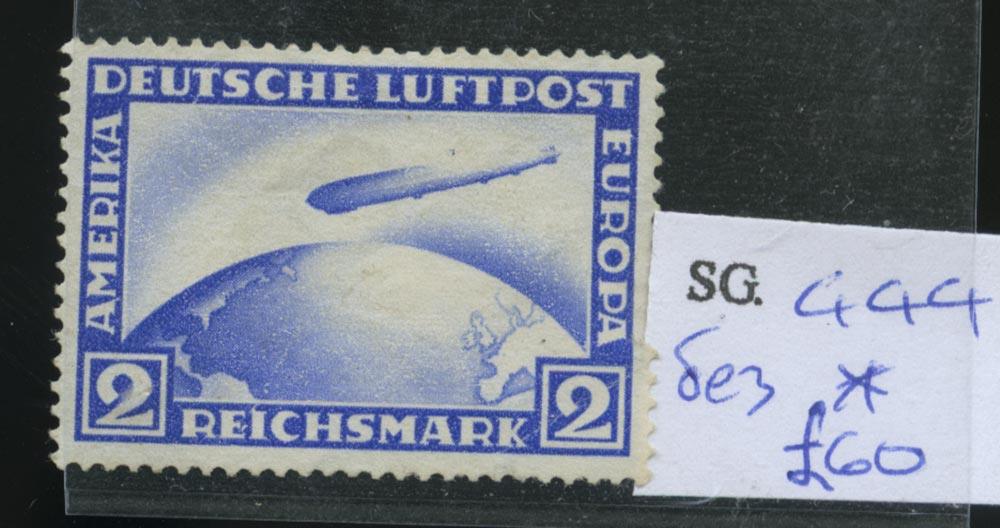 DEUTSCHE LUFTPOST
AMERIKA
EUROPA
2 REICHSMARK 2
SG. 444
без *
£60